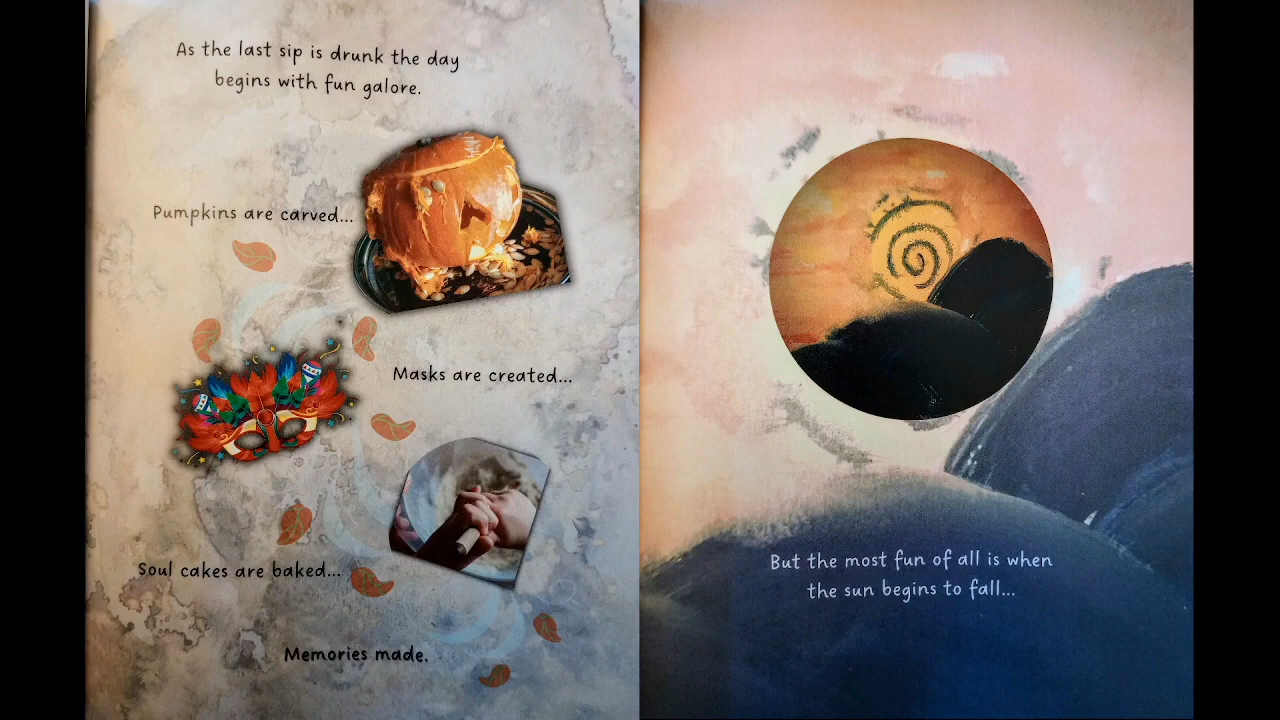 As the last sip is drunk the day
begins with fun galore.
Pumpkins are carved...
Masks are created...
Soul cakes are baked...
Memories made.
But the most fun of all is when
the sun begins to fall...